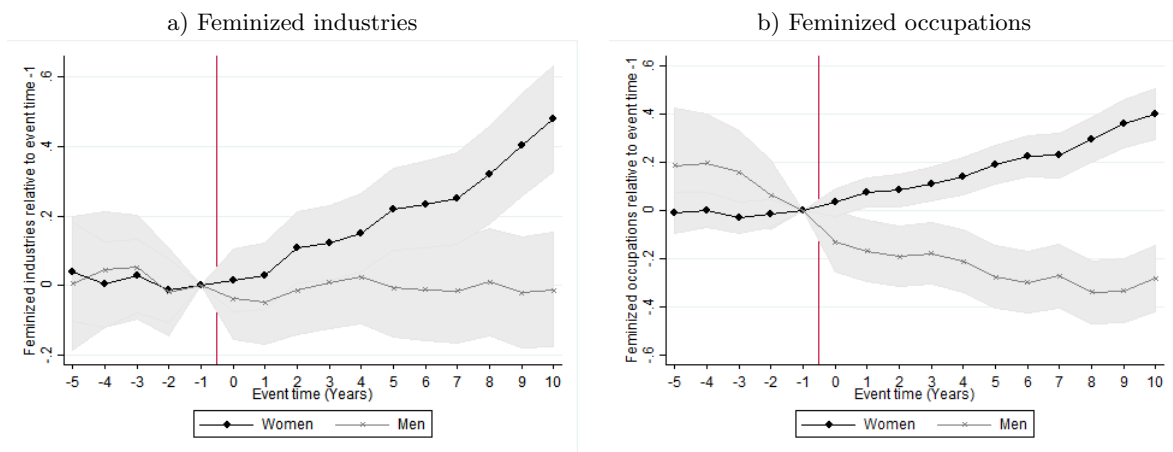 a) Feminized industries
Feminized industries relative to event time -1
.6
.4
.2
0
-.2
-5 -4 -3 -2 -1 0 1 2 3 4 5 6 7 8 9 10
Event time (Years)
Women Men
b) Feminized occupations
Feminized occupations relative to event time -1
.6
.4
.2
0
-.2
-.4
-.6
-5 -4 -3 -2 -1 0 1 2 3 4 5 6 7 8 9 10
Event time (Years)
Women Men